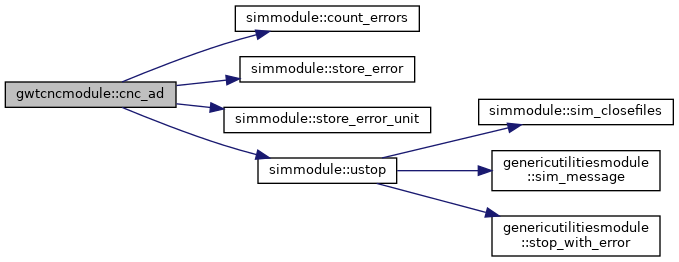 gwtcncmodule::cnc_ad
simmodule::count_errors
simmodule::store_error
simmodule::store_error_unit
simmodule::ustop
simmodule::sim_closefiles
genericutilitiesmodule
::sim_message
genericutilitiesmodule
::stop_with_error